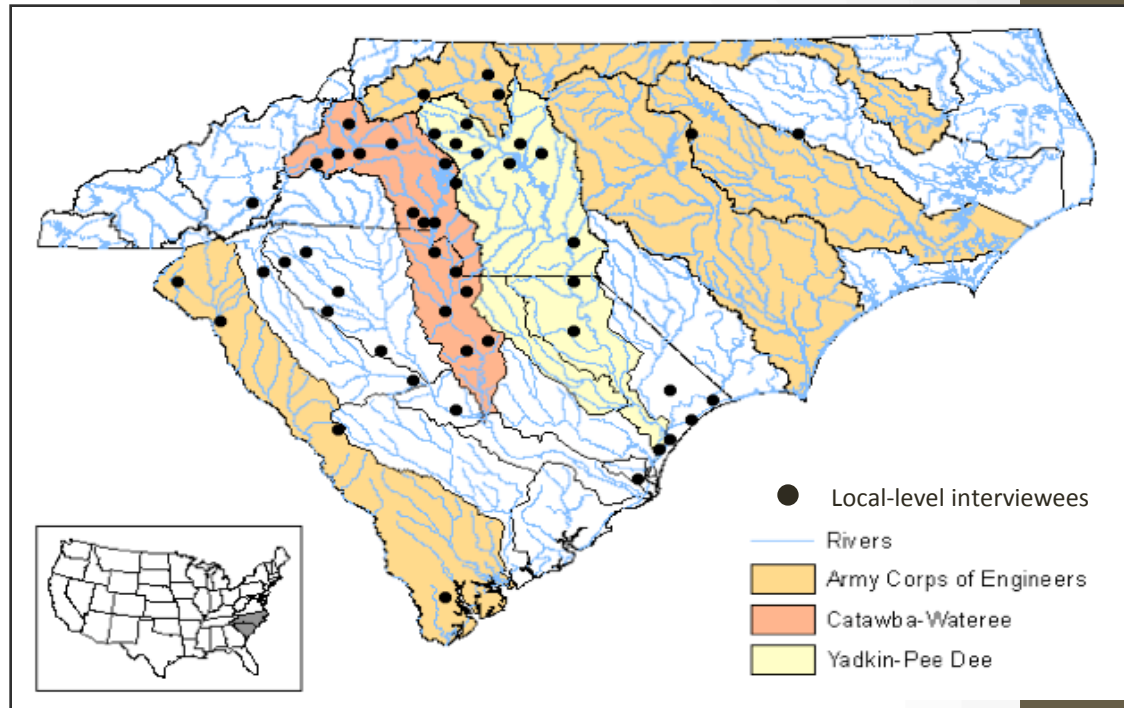 Local-level interviewees
Rivers
Army Corps of Engineers
Catawba-Wateree
Yadkin-Pee Dee